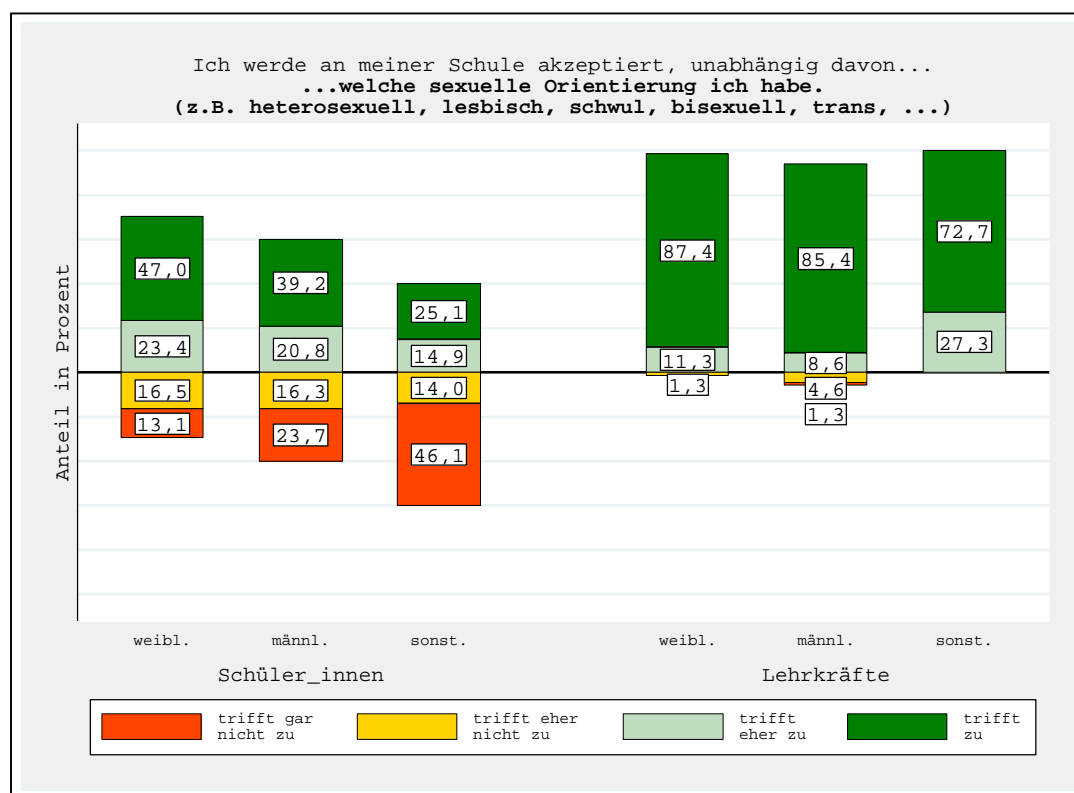 Ich werde an meiner Schule akzeptiert, unabhängig davon...
...welche sexuelle Orientierung ich habe.
(z.B. heterosexuell, lesbisch, schwul, bisexuell, trans, ...)
Anteil in Prozent
47,0
39,2
25,1
87,4
85,4
72,7
23,4
20,8
14,9
11,3
8,6
27,3
16,5
16,3
14,0
1,3
4,6
13,1
23,7
46,1
1,3
weibl.
männl.
sonst.
weibl.
männl.
sonst.
Schüler_innen
Lehrkräfte
trifft gar
nicht zu
trifft eher
nicht zu
trifft
eher zu
trifft
zu